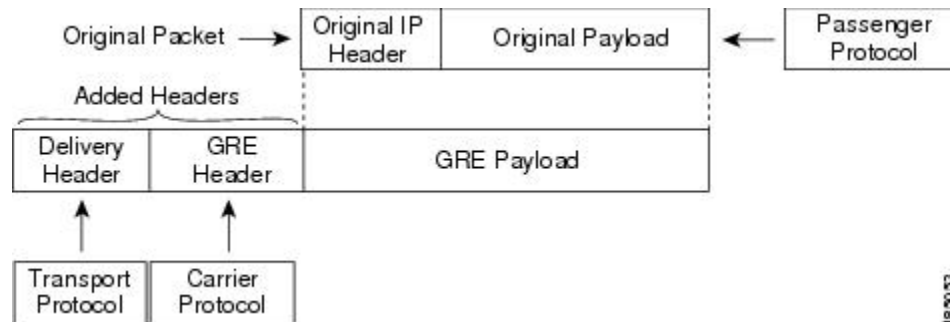 Original Packet
Original IP
Header
Original Payload
Passenger
Protocol
Added Headers
Delivery
Header
GRE
Header
GRE Payload
Transport
Protocol
Carrier
Protocol